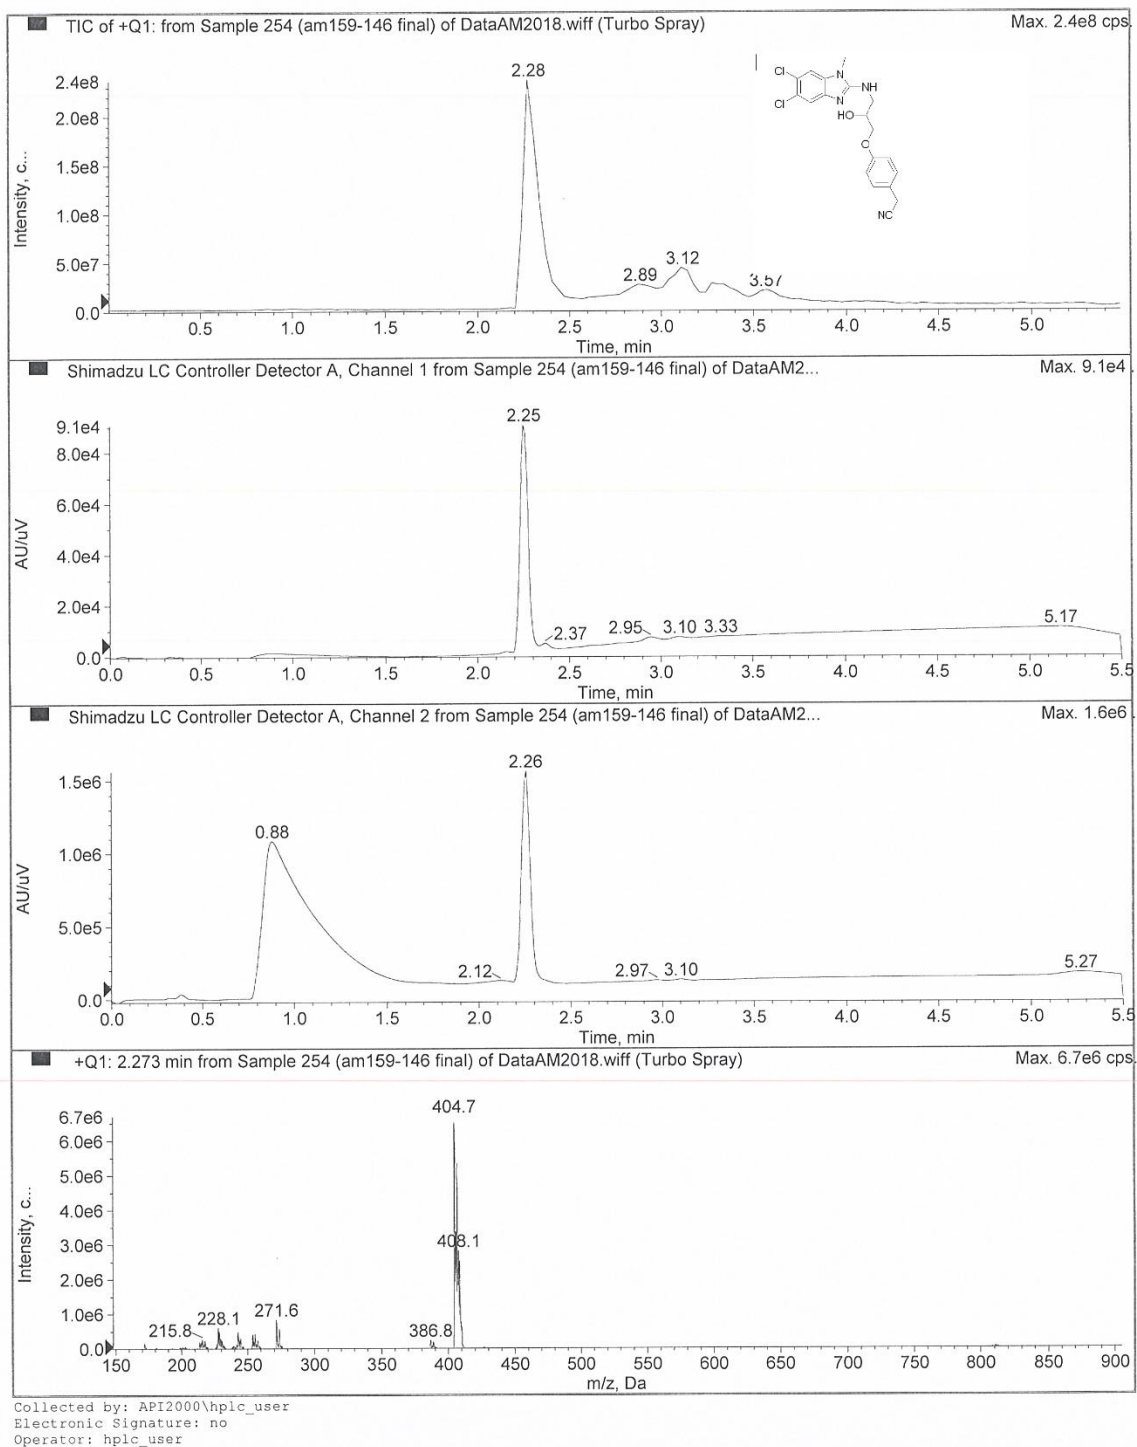 TIC of +Q1: from Sample 254 (am159-146 final) of DataAM2018.wiff (Turbo Spray)
Max. 2.4e8 cps.
2.28
2.4e8
2.0e8
1.5e8
1.0e8
5.0e7
0.0
Intensity, c...
2.89
3.12
3.57
Cl
Cl
N
N
NH
HO
O
NC
0.5 1.0 1.5 2.0 2.5 3.0 3.5 4.0 4.5 5.0
Time, min
Shimadzu LC Controller Detector A, Channel 1 from Sample 254 (am159-146 final) of DataAM2...
Max. 9.1e4.
2.25
9.1e4
8.0e4
6.0e4
4.0e4
2.0e4
0.0
AU/uV
2.37
2.95
3.10
3.33
5.17
0.0 0.5 1.0 1.5 2.0 2.5 3.0 3.5 4.0 4.5 5.0 5.5
Time, min
Shimadzu LC Controller Detector A, Channel 2 from Sample 254 (am159-146 final) of DataAM2...
Max. 1.6e6.
2.26
1.5e6
1.0e6
5.0e5
0.0
AU/uV
0.88
2.12
2.97
3.10
5.27
0.0 0.5 1.0 1.5 2.0 2.5 3.0 3.5 4.0 4.5 5.0 5.5
Time, min
+Q1: 2.273 min from Sample 254 (am159-146 final) of DataAM2018.wiff (Turbo Spray)
Max. 6.7e6 cps.
404.7
6.7e6
6.0e6
5.0e6
4.0e6
3.0e6
2.0e6
1.0e6
0.0
Intensity, c...
408.1
215.8
228.1
271.6
386.8
150 200 250 300 350 400 450 500 550 600 650 700 750 800 850 900
m/z, Da
Collected by: API2000\hplc_user
Electronic Signature: no
Operator: hplc_user